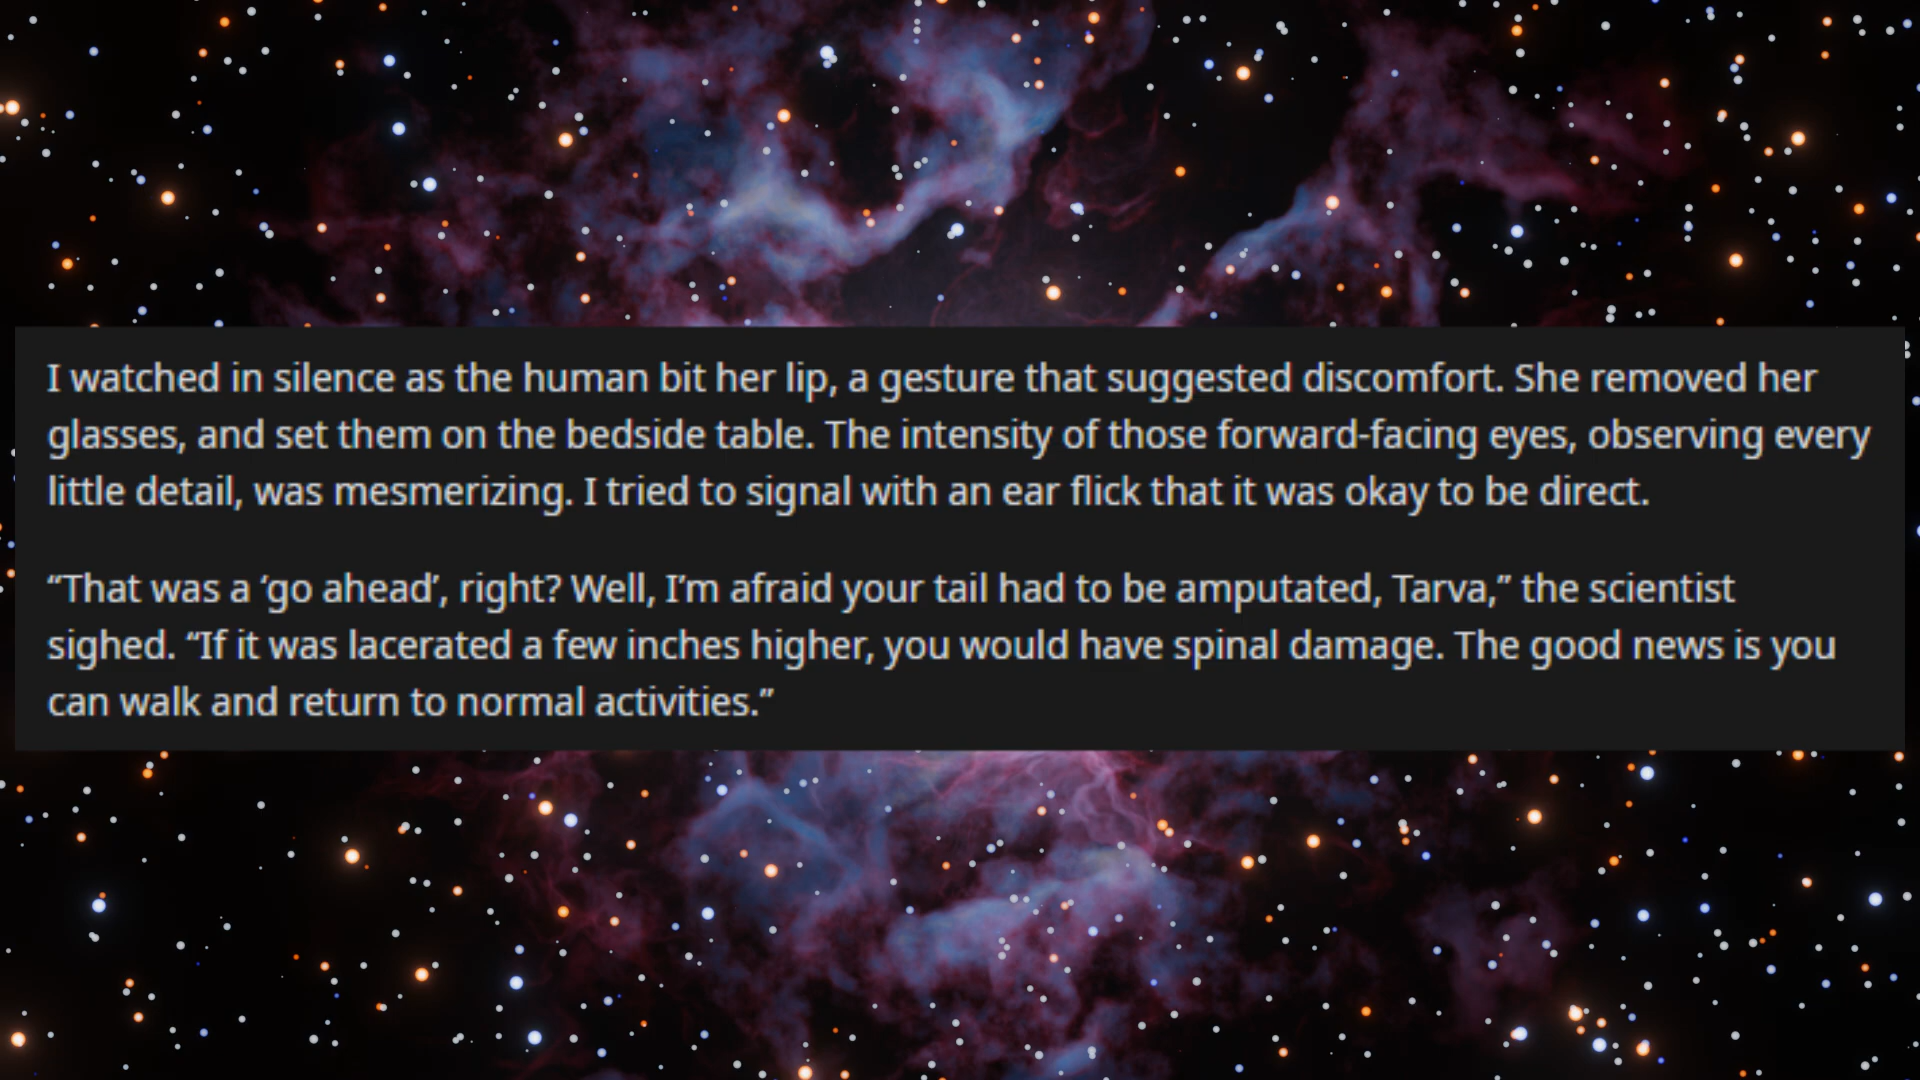 I watched in silence as the human bit her lip, a gesture that suggested discomfort. She removed her
glasses, and set them on the bedside table. The intensity of those forward-facing eyes, observing every
little detail, was mesmerizing. I tried to signal with an ear flick that it was okay to be direct.
“That was a ‘go ahead’, right? Well, I’m afraid your tail had to be amputated, Tarva,” the scientist
sighed. “If it was lacerated a few inches higher, you would have spinal damage. The good news is you
can walk and return to normal activities.”